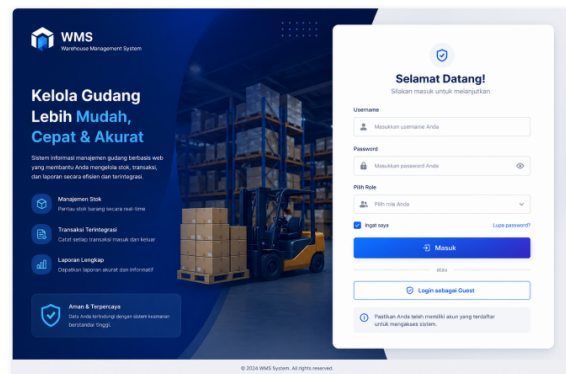 WMS
Warehouse Management System
Kelola Gudang
Lebih Mudah,
Cepat & Akurat
Sistem informasi manajemen gudang berbasis web
yang membantu Anda mengelola stok, transaksi,
dan laporan secara efisien dan terintegrasi.
Manajemen Stok
Pantau stok barang secara real-time
Transaksi Terintegrasi
Catat setiap transaksi masuk dan keluar
Laporan Lengkap
Dapatkan laporan akurat dan informatif
Aman & Terpercaya
Data Anda terlindungi dengan sistem keamanan
berstandar tinggi.
Selamat Datang!
Silakan masuk untuk melanjutkan
Username
Masukkan username Anda
Password
Masukkan password Anda
Pilih Role
Pilih role Anda
Ingat saya
Lupa password?
Masuk
atau
Login sebagai Guest
Pastikan Anda telah memiliki akun yang terdaftar
untuk mengakses sistem.
© 2024 WMS System. All rights reserved.